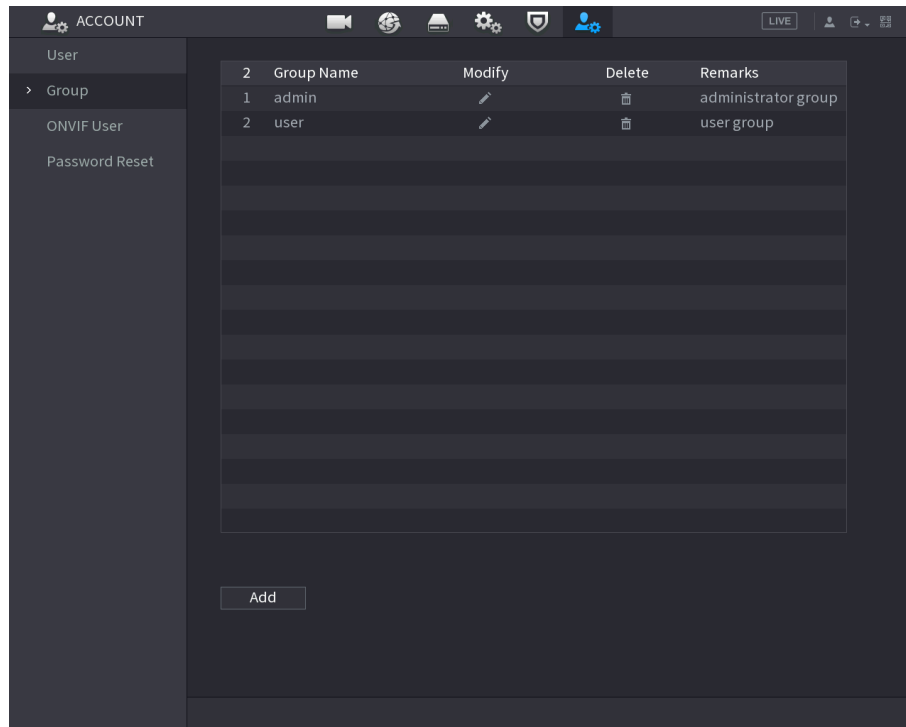 ACCOUNT LIVE
User
Group
ONVIF User
Password Reset
2 Group Name Modify Delete Remarks
1 admin administrator group
2 user user group
Add